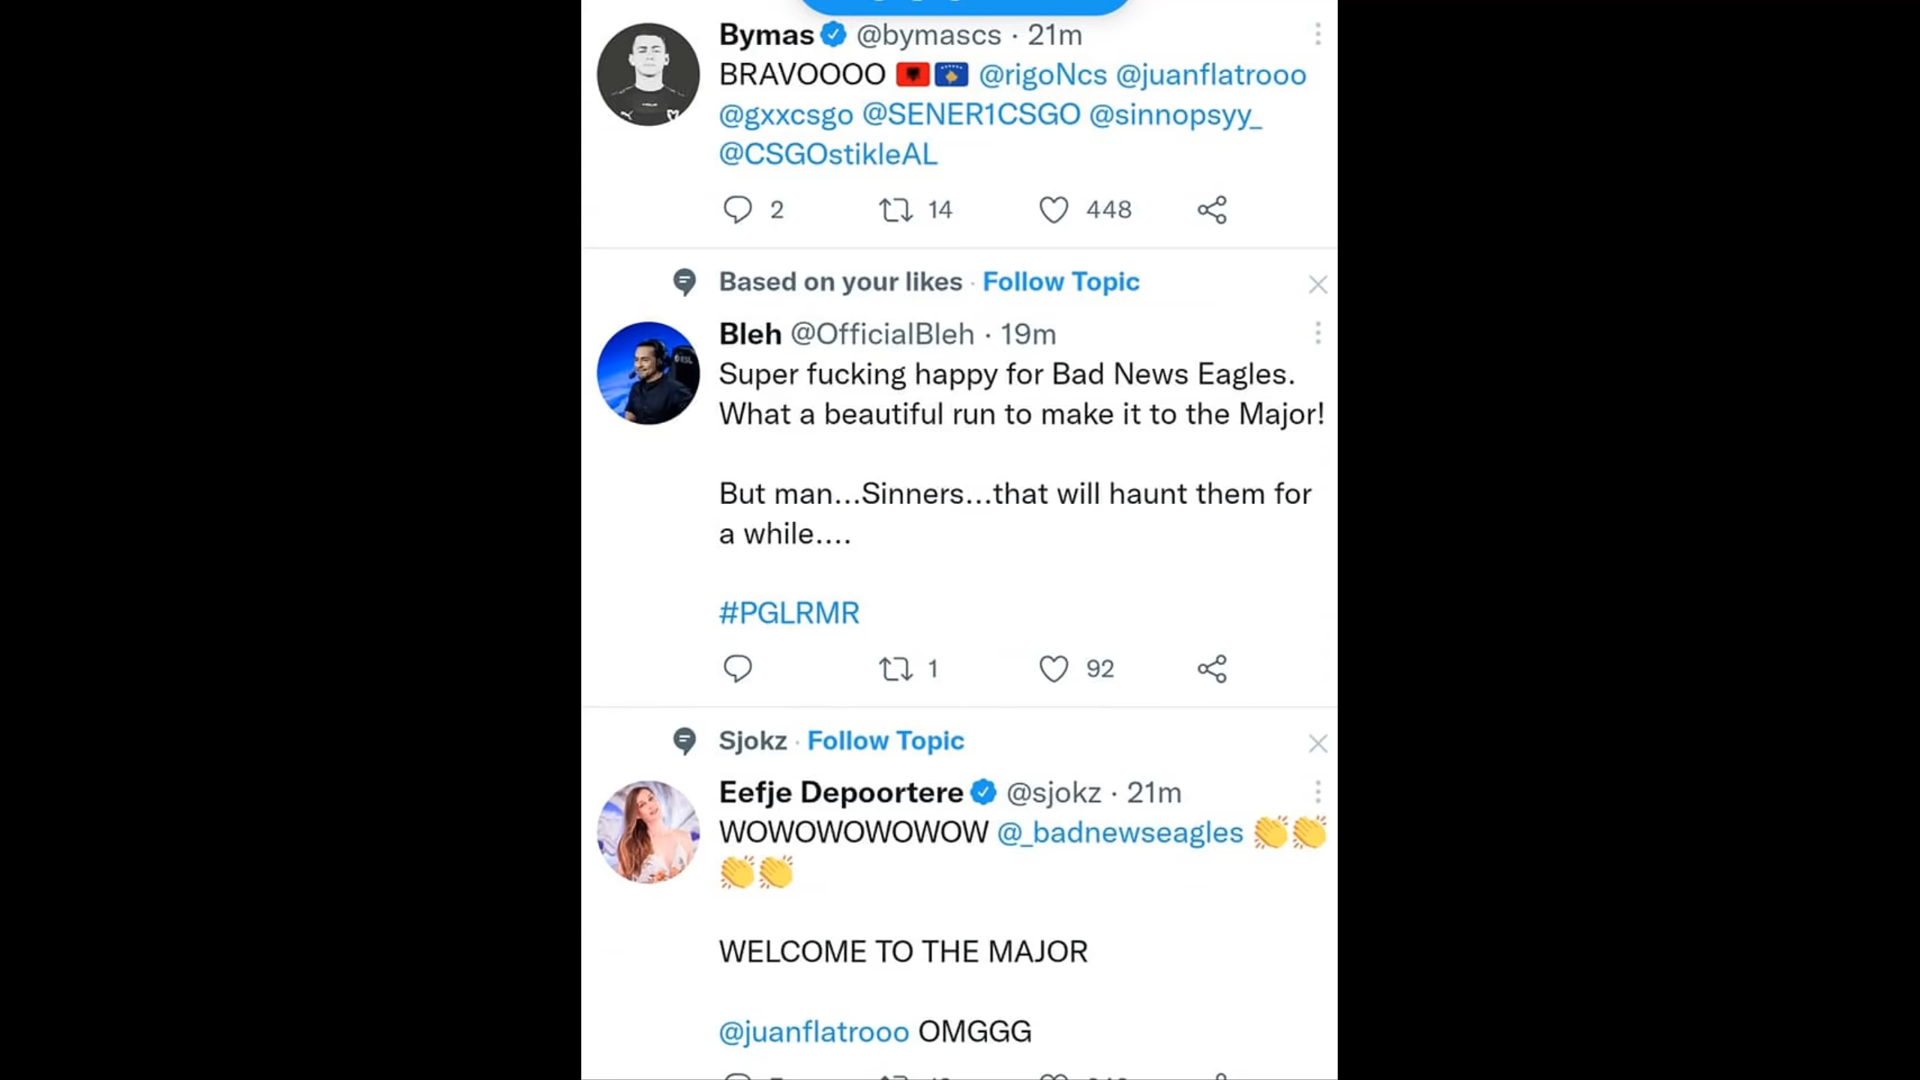 Bymas @bymascs · 21m
BRAVOOOO 🇦🇱🇽🇰 @rigoNcs @juanflatrooo
@gxxcsgo @SENER1CSGO @sinnopsyy_
@CSGOstikleAL
2 14 448
Based on your likes · Follow Topic
Bleh @OfficialBleh · 19m
Super fucking happy for Bad News Eagles.
What a beautiful run to make it to the Major!
But man...Sinners...that will haunt them for
a while....
#PGLRMR
1 92
Sjokz · Follow Topic
Eefje Depoortere @sjokz · 21m
WOWOWOWOWOW @_badnewseagles 👏👏
👏👏
WELCOME TO THE MAJOR
@juanflatrooo OMGGG